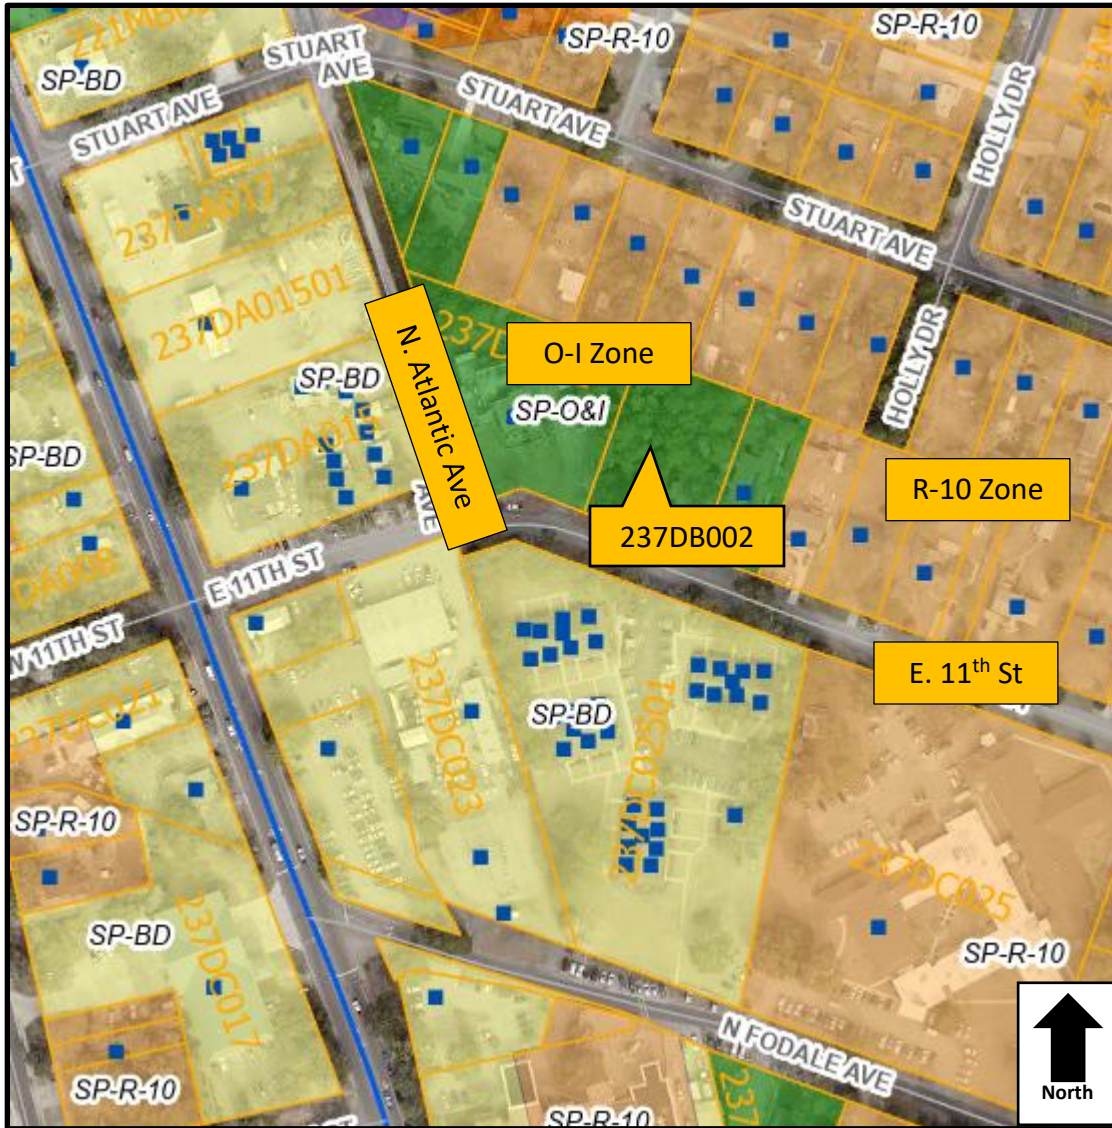 SP-R-10
SP-R-10
SP-BD
STUART
AVE
STUART AVE
STUART AVE
HOLLY DR
237DA017
STUART AVE
237DA01501
N. Atlantic Ave
O-I Zone
HOLLY DR
SP-BD
SP-O&I
SP-BD
R-10 Zone
AVE
237DB002
E 11TH ST
W 11TH ST
E. 11th St
237DC023
SP-BD
SP-R-10
237DC025
SP-BD
237DC017
SP-R-10
N FODALE AVE
SP-R-10
SP-R-10
North